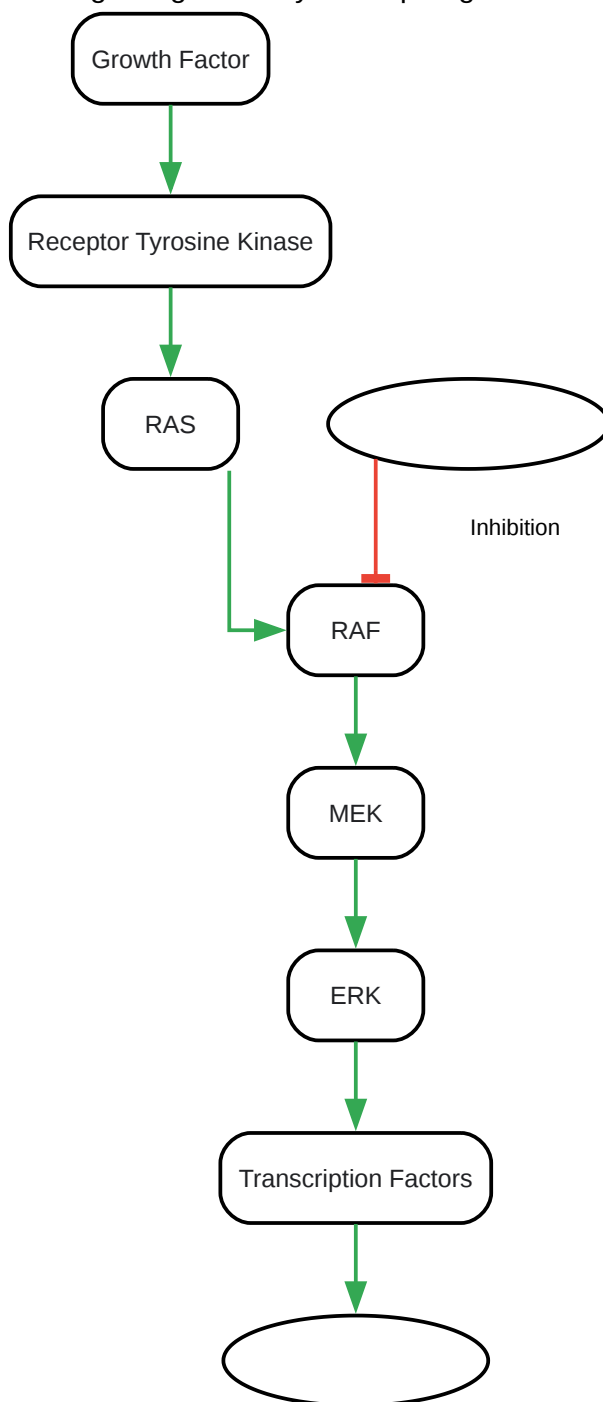 Growth Factor
Receptor Tyrosine Kinase
RAS
Inhibition
RAF
MEK
ERK
Transcription Factors